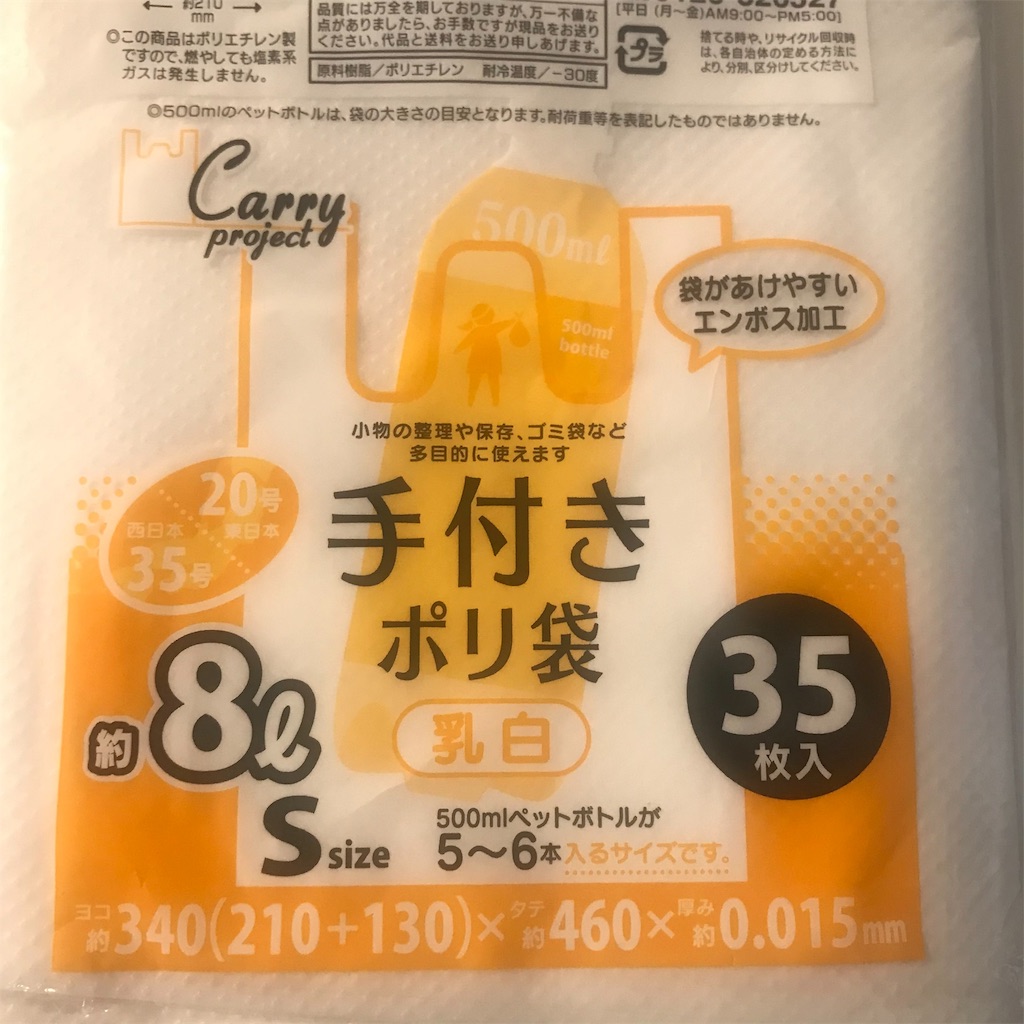 約210
mm
◎この商品はポリエチレン製
ですので、燃やしても塩素系
ガスは発生しません。
品質には万全を期しておりますが、万一不備な
点がありましたら、お手数ですが現品をお送り
ください。代品と送料をお送り申しあげます。
原料樹脂／ポリエチレン 耐冷温度／−30度
[平日 (月〜金)AM9:00〜PM5:00]
プラ
捨てる時や、リサイクル回収時
は、各自治体の定める方法に
より、分別、区分けしてください。
◎500mlのペットボトルは、袋の大きさの目安となります。耐荷重等を表記したものではありません。
Carry
project
500ml
500ml
bottle
袋があけやすい
エンボス加工
小物の整理や保存、ゴミ袋など
多目的に使えます
手付き
ポリ袋
乳白
20号
西日本×東日本
35号
約8ℓ
S size
35
枚入
500mlペットボトルが
5〜6本入るサイズです。
ヨコ約340(210+130)×タテ約460×厚み約0.015mm